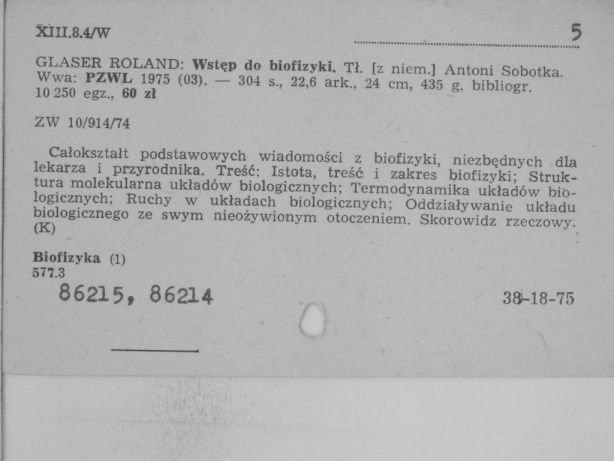 XIII.8.4/W
5
GLASER ROLAND: Wstęp do biofizyki. Tł. [z niem.] Antoni Sobotka.
Wwa: PZWL 1975 (03). — 304 s., 22,6 ark., 24 cm, 435 g, bibliogr.
10 250 egz., 60 zł
ZW 10/914/74
Całokształt podstawowych wiadomości z biofizyki, niezbędnych dla
lekarza i przyrodnika. Treść: Istota, treść i zakres biofizyki; Struk-
tura molekularna układów biologicznych; Termodynamika układów bio-
logicznych; Ruchy w układach biologicznych; Oddziaływanie układu
biologicznego ze swym nieożywionym otoczeniem. Skorowidz rzeczowy.
(K)
Biofizyka (1)
577.3
86215, 86214
38-18-75